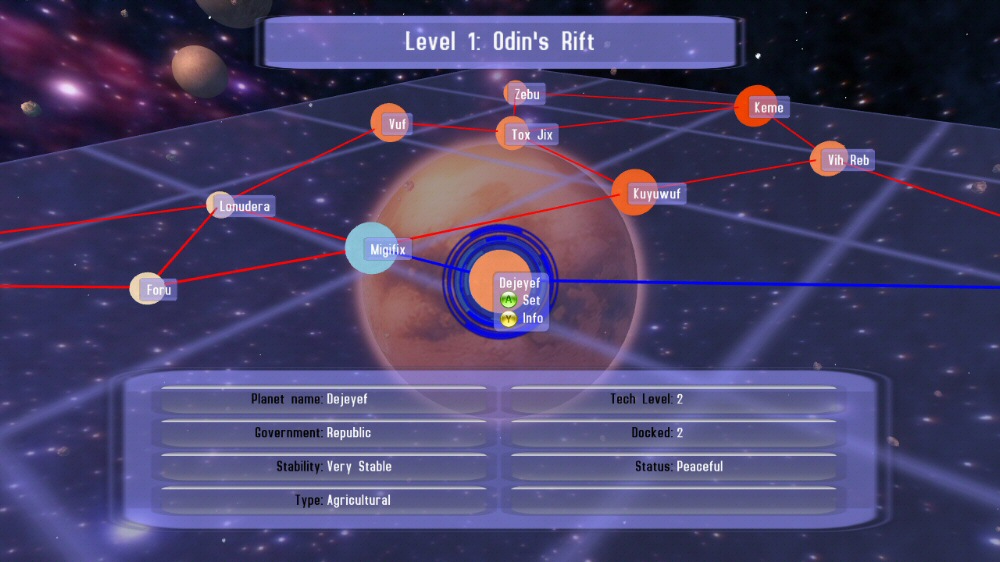 Level 1: Odin's Rift
Zebu
Keme
Vuf
Tox Jix
Vih Reb
Kuyuwuf
Lonudera
Migifix
Foru
Dejeyef
A Set
Y Info
Planet name: Dejeyef
Tech Level: 2
Government: Republic
Docked: 2
Stability: Very Stable
Status: Peaceful
Type: Agricultural